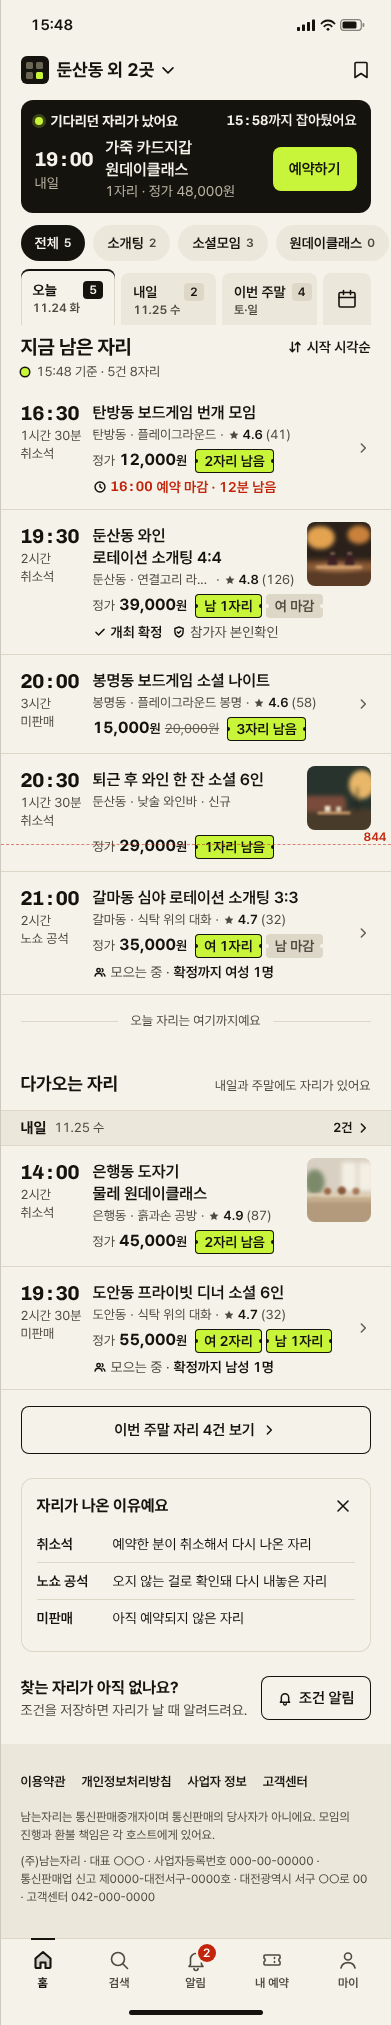 15:48
둔산동 외 2곳
기다리던 자리가 났어요 15:58까지 잡아뒀어요
19:00 가죽 카드지갑
원데이클래스
내일
1자리 · 정가 48,000원
예약하기
전체 5 소개팅 2 소셜모임 3 원데이클래스 0
오늘 5 내일 2 이번 주말 4
11.24 화 11.25 수 토·일
지금 남은 자리 시작 시각순
15:48 기준 · 5건 8자리
16:30 탄방동 보드게임 번개 모임
1시간 30분 탄방동 · 플레이그라운드 · ★ 4.6 (41)
취소석 정가 12,000원 2자리 남음
16:00 예약 마감 · 12분 남음
19:30 둔산동 와인
로테이션 소개팅 4:4
2시간
취소석 둔산동 · 연결고리 라... · ★ 4.8 (126)
정가 39,000원 남 1자리 여 마감
개최 확정 참가자 본인확인
20:00 봉명동 보드게임 소셜 나이트
3시간 봉명동 · 플레이그라운드 봉명 · ★ 4.6 (58)
미판매 15,000원 20,000원 3자리 남음
20:30 퇴근 후 와인 한 잔 소셜 6인
1시간 30분 둔산동 · 낮술 와인바 · 신규
취소석
844
정가 29,000원 1자리 남음
21:00 갈마동 심야 로테이션 소개팅 3:3
2시간 갈마동 · 식탁 위의 대화 · ★ 4.7 (32)
노쇼 공석 정가 35,000원 여 1자리 남 마감
모으는 중 · 확정까지 여성 1명
오늘 자리는 여기까지예요
다가오는 자리 내일과 주말에도 자리가 있어요
내일 11.25 수 2건
14:00 은행동 도자기
물레 원데이클래스
2시간
취소석 은행동 · 흙과손 공방 · ★ 4.9 (87)
정가 45,000원 2자리 남음
19:30 도안동 프라이빗 디너 소셜 6인
2시간 30분 도안동 · 식탁 위의 대화 · ★ 4.7 (32)
미판매 정가 55,000원 여 2자리 남 1자리
모으는 중 · 확정까지 남성 1명
이번 주말 자리 4건 보기
자리가 나온 이유예요
취소석 예약한 분이 취소해서 다시 나온 자리
노쇼 공석 오지 않는 걸로 확인돼 다시 내놓은 자리
미판매 아직 예약되지 않은 자리
찾는 자리가 아직 없나요?
조건을 저장하면 자리가 날 때 알려드려요.
조건 알림
이용약관 개인정보처리방침 사업자 정보 고객센터
남는자리는 통신판매중개자이며 통신판매의 당사자가 아니에요. 모임의
진행과 환불 책임은 각 호스트에게 있어요.
(주)남는자리 · 대표 ○○○ · 사업자등록번호 000-00-00000 ·
통신판매업 신고 제0000-대전서구-0000호 · 대전광역시 서구 ○○로 00
· 고객센터 042-000-0000
2
홈 검색 알림 내 예약 마이